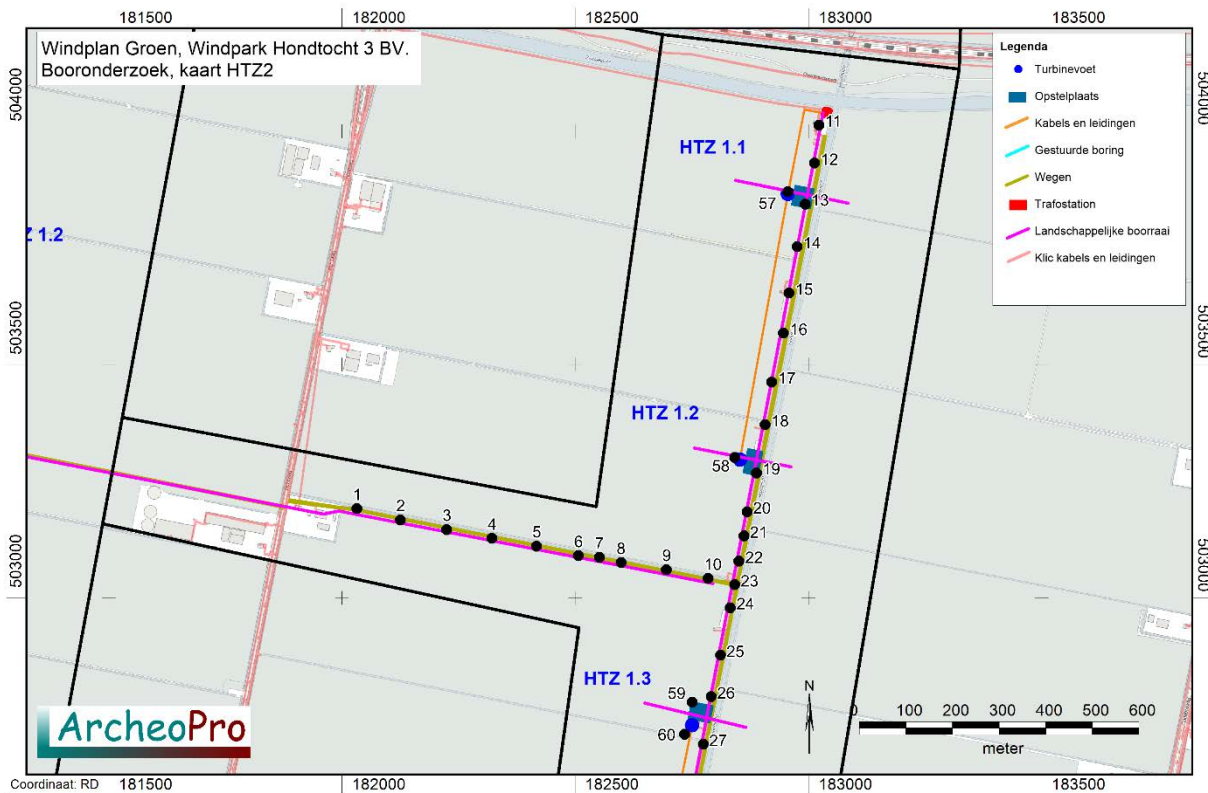 181500 182000 182500 183000 183500
Windplan Groen, Windpark Hondtocht 3 BV.
Booronderzoek, kaart HTZ2
504000
503500
503000
504000
503500
503000
Legenda
Turbinevoet
Opstelplaats
Kabels en leidingen
Gestuurde boring
Wegen
Trafostation
Landschappelijke boorraai
Klic kabels en leidingen
HTZ 1.1
11
12
57
13
Z 1.2
14
15
16
17
HTZ 1.2
18
58
19
1
2
3
4
5
6
7
8
9
10
20
21
22
23
24
25
HTZ 1.3
59
26
60
27
N
0 100 200 300 400 500 600
meter
ArcheoPro
Coordinaat: RD
181500 182000 182500 183000 183500